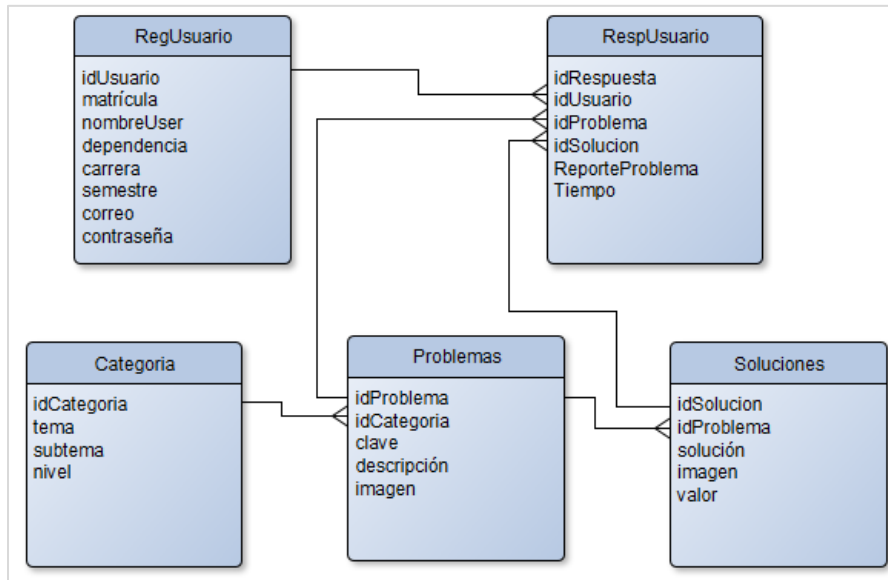 RegUsuario
idUsuario
matrícula
nombreUser
dependencia
carrera
semestre
correo
contraseña
RespUsuario
idRespuesta
idUsuario
idProblema
idSolucion
ReporteProblema
Tiempo
Categoria
idCategoria
tema
subtema
nivel
Problemas
idProblema
idCategoria
clave
descripción
imagen
Soluciones
idSolucion
idProblema
solución
imagen
valor